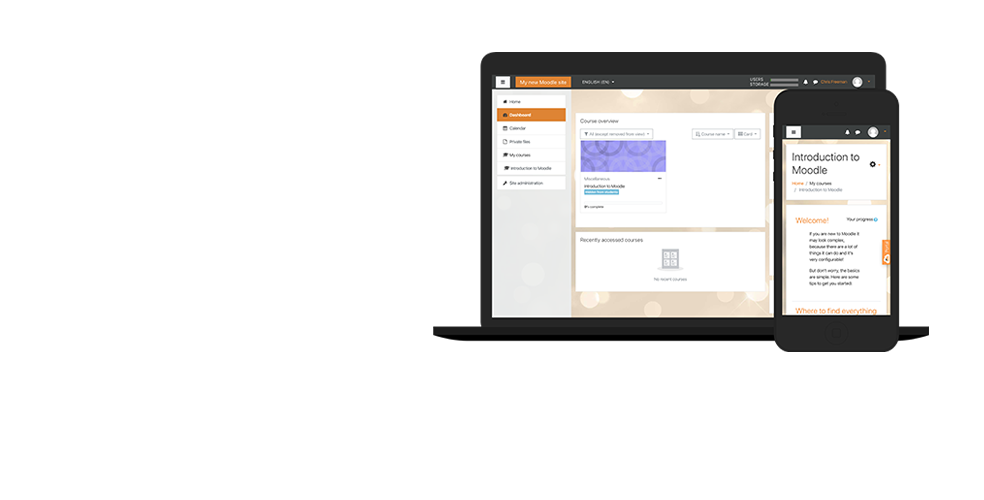 My new Moodle site
ENGLISH (EN)
USERS
STORAGE
Chris Freeman
Home
Dashboard
Calendar
Private files
My courses
Introduction to Moodle
Site administration
Course overview
All (except removed from view)
Course name
Card
Miscellaneous
Introduction to Moodle
Hidden from students
0% complete
Recently accessed courses
No recent courses
Introduction to
Moodle
Home / My courses
/ Introduction to Moodle
Welcome!
Your progress
If you are new to Moodle it
may look complex,
because there are a lot of
things it can do and it's
very configurable!
But don't worry, the basics
are simple. Here are some
tips to get you started:
Where to find everything